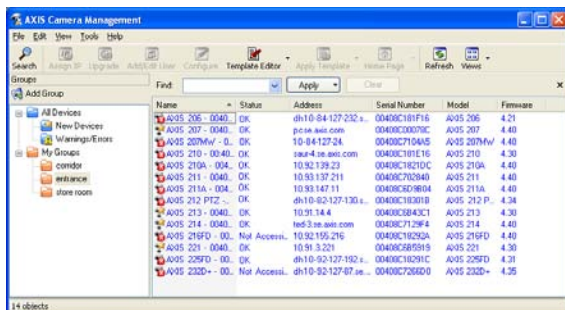 AXIS Camera Management
File Edit View Tools Help
Search Assign IP Upgrade Add/Edit User Configure Template Editor Apply Template Home Page Refresh Views
Groups Find: Apply Clear x
Add Group
All Devices
New Devices
Warnings/Errors
My Groups
corridor
entrance
store room
Name Status Address Serial Number Model Firmware
AXIS 206 - 0040... OK dh10-84-127-232.s... 00408C181F16 AXIS 206 4.21
AXIS 207 - 0040... OK pc.se.axis.com 00408C00078C AXIS 207 4.40
AXIS 207MW - 0... OK 10-84-127-24. 00408C7104A5 AXIS 207MW 4.40
AXIS 210 - 00:40... OK saur4.se.axis.com 00408C181E16 AXIS 210 4.30
AXIS 210A - 004... OK 10.92.139.23 00408C1821DC AXIS 210A 4.40
AXIS 211 - 0040... OK 10.93.137.211 00408C702840 AXIS 211 4.40
AXIS 211A - 004... OK 10.93.147.11 00408C6D9B04 AXIS 211A 4.40
AXIS 212 PTZ -... OK dh10-82-127-130.s... 00408C18301B AXIS 212 P... 4.34
AXIS 213 - 0040... OK 10.91.14.4 00408C6B43C1 AXIS 213 4.30
AXIS 214 - 0040... OK ted-3.se.axis.com 00408C7129F4 AXIS 214 4.40
AXIS 216FD - 00... Not Accessi... 10.92.155.216 00408C18292A AXIS 216FD 4.40
AXIS 221 - 0040... OK 10.91.3.221 00408C6B5919 AXIS 221 4.30
AXIS 225FD - 00... OK dh10-92-127-192.s... 00408C18291C AXIS 225FD 4.31
AXIS 232D+ - 00... Not Accessi... dh10-92-127-87.se... 00408C7266D0 AXIS 232D+ 4.35
14 objects